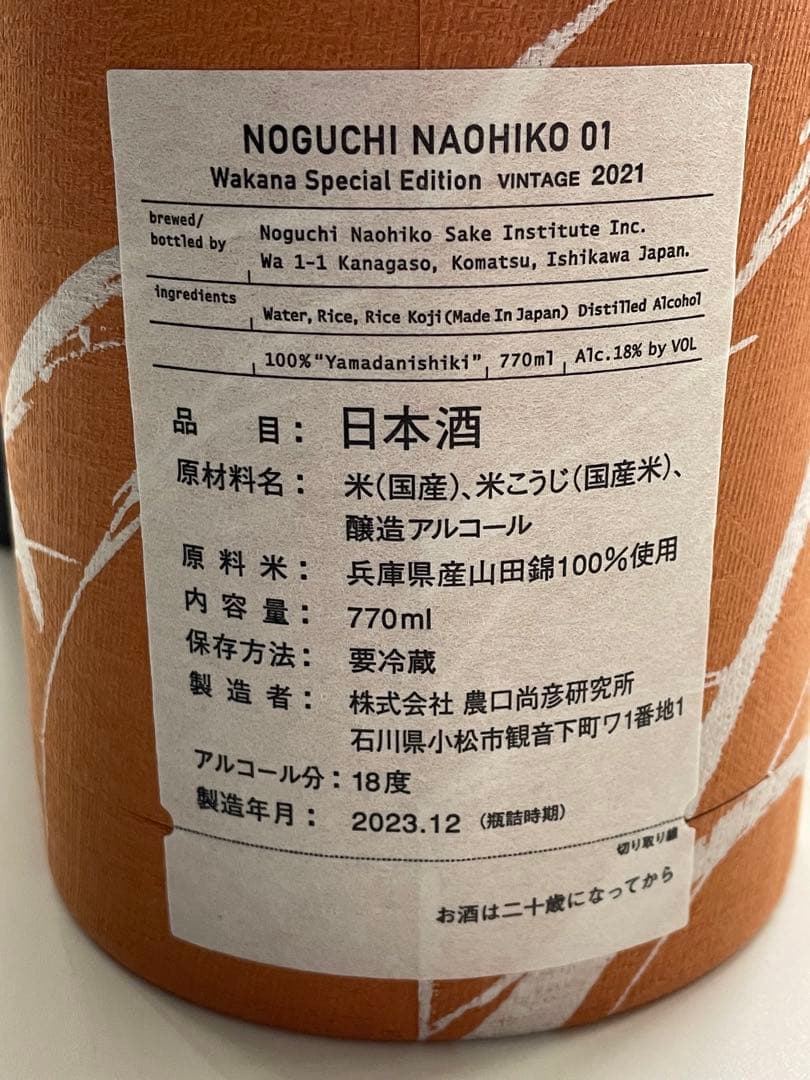 NOGUCHI NAOHIKO 01
Wakana Special Edition VINTAGE 2021
brewed/
bottled by
Noguchi Naohiko Sake Institute Inc.
Wa 1-1 Kanagaso, Komatsu, Ishikawa Japan.
ingredients
Water, Rice, Rice Koji(Made In Japan) Distilled Alcohol
100%"Yamadanishiki" 770ml Alc.18% by VOL
品目：日本酒
原材料名：米（国産）、米こうじ（国産米）、
醸造アルコール
原料米：兵庫県産山田錦100％使用
内容量：770ml
保存方法：要冷蔵
製造者：株式会社 農口尚彦研究所
石川県小松市観音下町ワ1番地1
アルコール分：18度
製造年月：2023.12（瓶詰時期）
切り取り線
お酒は二十歳になってから